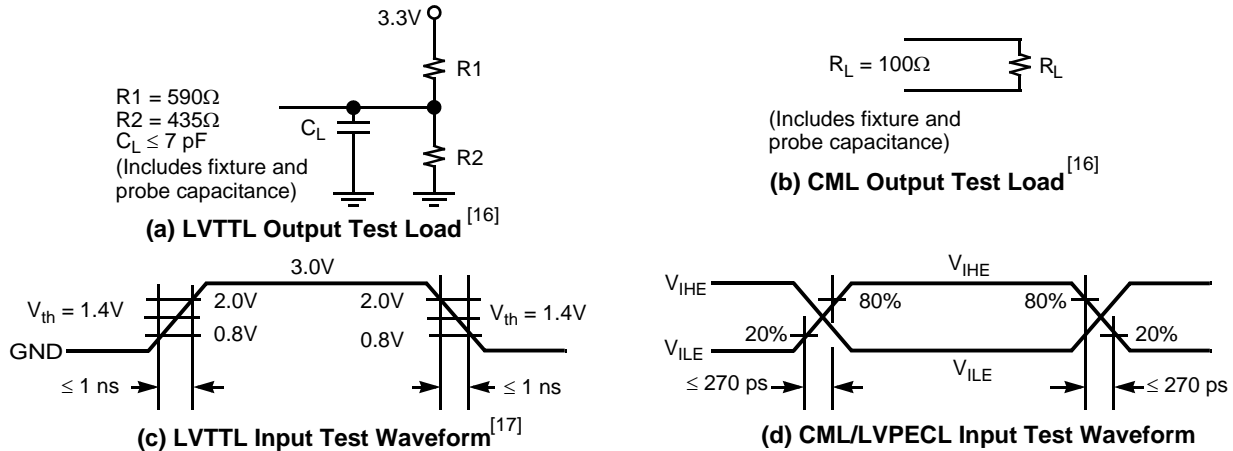 3.3V
R1
R1 = 590Ω
R2 = 435Ω
C_L ≤ 7 pF
(Includes fixture and
probe capacitance)
C_L
R2
(a) LVTTL Output Test Load [16]
R_L = 100Ω
R_L
(Includes fixture and
probe capacitance)
(b) CML Output Test Load [16]
3.0V
V_th = 1.4V
2.0V
0.8V
2.0V
0.8V
V_th = 1.4V
GND
≤ 1 ns
≤ 1 ns
(c) LVTTL Input Test Waveform [17]
V_IHE
V_IHE
80%
80%
20%
20%
V_ILE
V_ILE
≤ 270 ps
≤ 270 ps
(d) CML/LVPECL Input Test Waveform